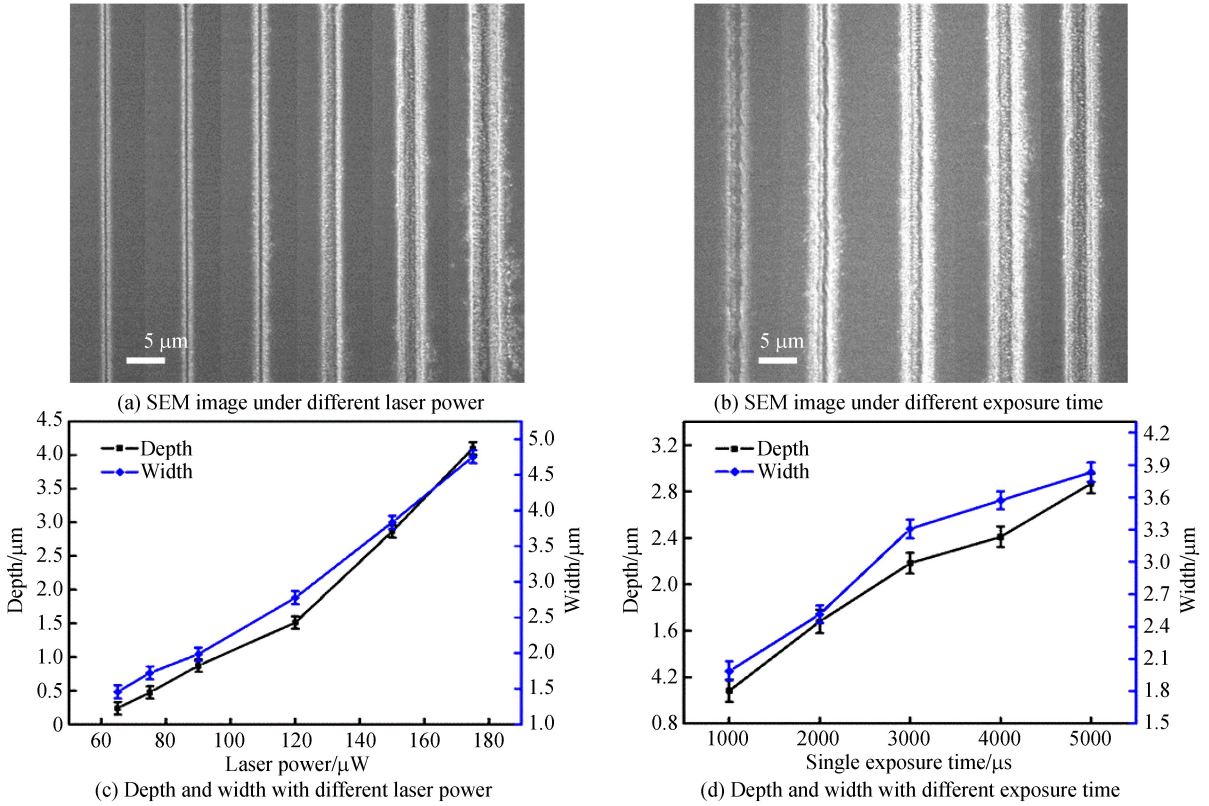 5 μm
5 μm
(a) SEM image under different laser power
(b) SEM image under different exposure time
Depth/μm
4.5
4.0
3.5
3.0
2.5
2.0
1.5
1.0
0.5
0
Depth
Width
5.0
4.5
4.0
3.5
3.0
2.5
2.0
1.5
1.0
Width/μm
60 80 100 120 140 160 180
Laser power/μW
(c) Depth and width with different laser power
Depth/μm
3.2
2.8
2.4
2.0
1.6
4.2
0.8
Depth
Width
4.2
3.9
3.6
3.3
3.0
2.7
2.4
2.1
1.8
1.5
Width/μm
1000 2000 3000 4000 5000
Single exposure time/μs
(d) Depth and width with different exposure time